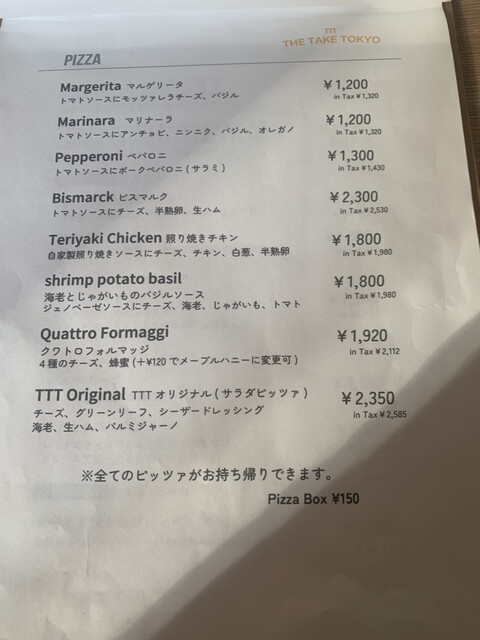 TTT
THE TAKE TOKYO
PIZZA
Margerita マルゲリータ ¥1,200
トマトソースにモッツァレラチーズ、バジル in Tax¥1,320
Marinara マリナーラ ¥1,200
トマトソースにアンチョビ、ニンニク、バジル、オレガノ in Tax¥1,320
Pepperoni ペパロニ ¥1,300
トマトソースにポークペパロニ(サラミ) in Tax¥1,430
Bismarck ビスマルク ¥2,300
トマトソースにチーズ、半熟卵、生ハム in Tax¥2,530
Teriyaki Chicken 照り焼きチキン ¥1,800
自家製照り焼きソースにチーズ、チキン、白葱、半熟卵 in Tax¥1,980
shrimp potato basil ¥1,800
海老とじゃがいものバジルソース in Tax¥1,980
ジェノベーゼソースにチーズ、海老、じゃがいも、トマト
Quattro Formaggi ¥1,920
クワトロフォルマッジ in Tax¥2,112
4種のチーズ、蜂蜜(+¥120でメープルハニーに変更可)
TTT Original TTT オリジナル(サラダピッツァ) ¥2,350
チーズ、グリーンリーフ、シーザードレッシング in Tax¥2,585
海老、生ハム、パルミジャーノ
※全てのピッツァがお持ち帰りできます。
Pizza Box ¥150